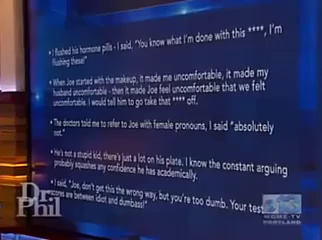 • I flushed his hormone pills - I said, "You know what I'm done with this ****, I'm
flushing these!"
• When Joe started with the makeup, it made me uncomfortable, it made my
husband uncomfortable - then it made Joe feel uncomfortable that we felt
uncomfortable. I would tell him to go take that **** off.
• The doctors told me to refer to Joe with female pronouns, I said "absolutely
not."
• He's not a stupid kid, there's just a lot on his plate. I know the constant arguing
probably squashes any confidence he has academically.
• I said, "Joe, don't get this the wrong way, but you're too dumb. Your test
scores are between idiot and dumbass!"
Dr.
Phil
WGME-TV
PORTLAND